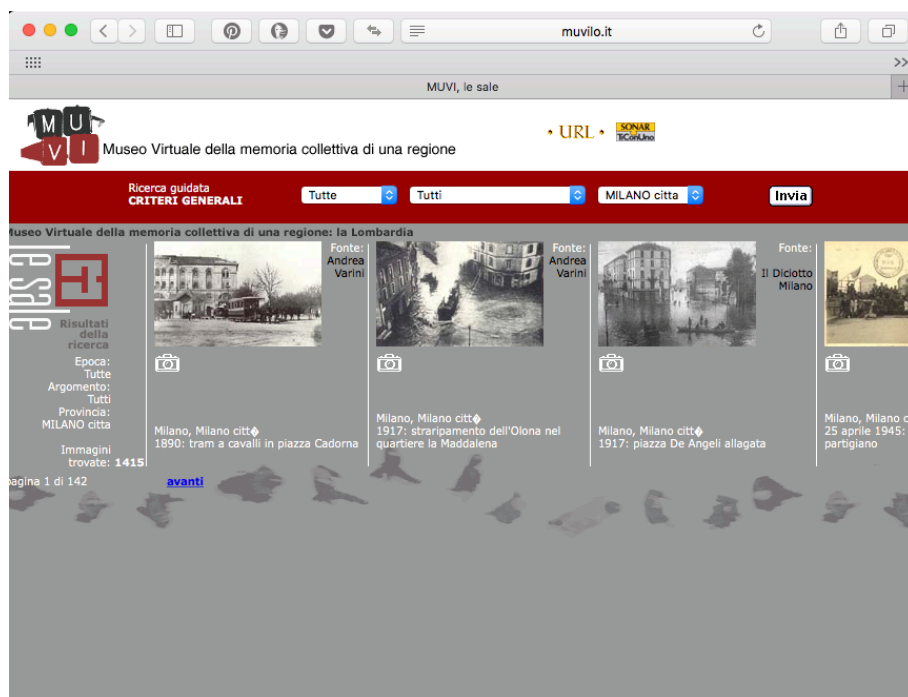 muvilo.it
MUVI, le sale
MU
VI
Museo Virtuale della memoria collettiva di una regione
URL
SONAR
TiConUno
Ricerca guidata
CRITERI GENERALI
Tutte
Tutti
MILANO citta
Invia
Museo Virtuale della memoria collettiva di una regione: la Lombardia
le sale
Risultati
della
ricerca
Epoca:
Tutte
Argomento:
Tutti
Provincia:
MILANO citta
Immagini
trovate: 1415
Fonte:
Andrea
Varini
Milano, Milano citt�
1890: tram a cavalli in piazza Cadorna
Fonte:
Andrea
Varini
Milano, Milano citt�
1917: straripamento dell'Olona nel
quartiere la Maddalena
Fonte:
Il Diciotto
Milano
Milano, Milano citt�
1917: piazza De Angeli allagata
Milano, Milano c
25 aprile 1945:
partigiano
pagina 1 di 142
avanti